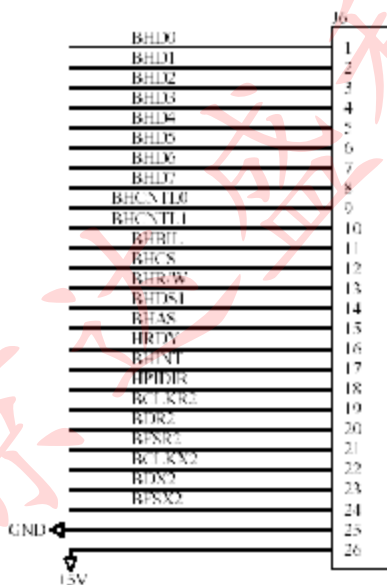 J6
BHD0 1
BHD1 2
BHD2 3
BHD3 4
BHD4 5
BHD5 6
BHD6 7
BHD7 8
BHCNTL0 9
BHCNTL1 10
BHBIL 11
BHCS 12
BHR/W 13
BHDS1 14
BHAS 15
HRDY 16
BHINT 17
HPIDIR 18
BCLKR2 19
BDR2 20
BFSR2 21
BCLKX2 22
BDX2 23
BFSX2 24
GND 25
26
+5V